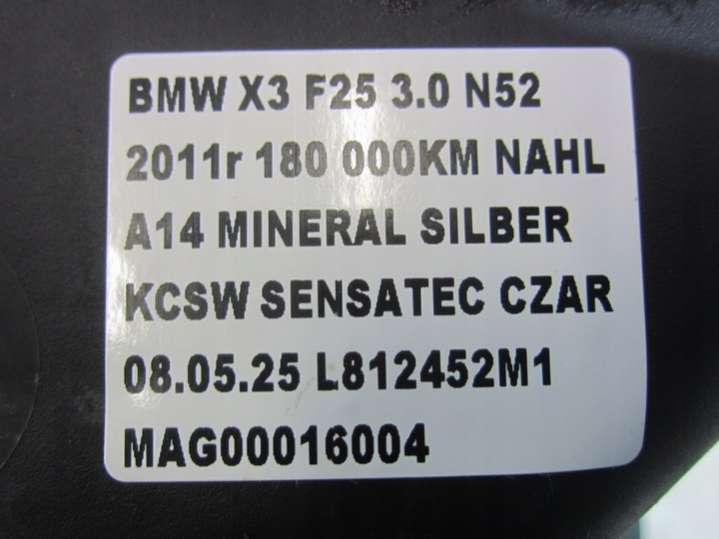 BMW X3 F25 3.0 N52
2011r 180 000KM NAHL
A14 MINERAL SILBER
KCSW SENSATEC CZAR
08.05.25 L812452M1
MAG00016004